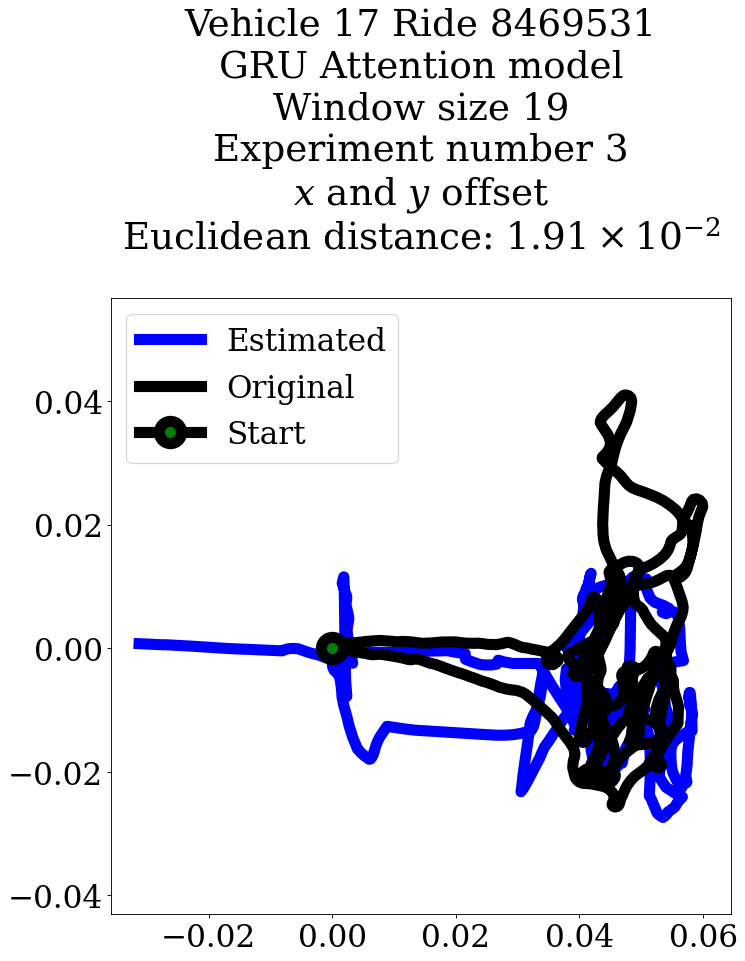 Vehicle 17 Ride 8469531
GRU Attention model
Window size 19
Experiment number 3
x and y offset
Euclidean distance: 1.91 × 10⁻²
Estimated
Original
Start
0.04
0.02
0.00
−0.02
−0.04
−0.02 0.00 0.02 0.04 0.06